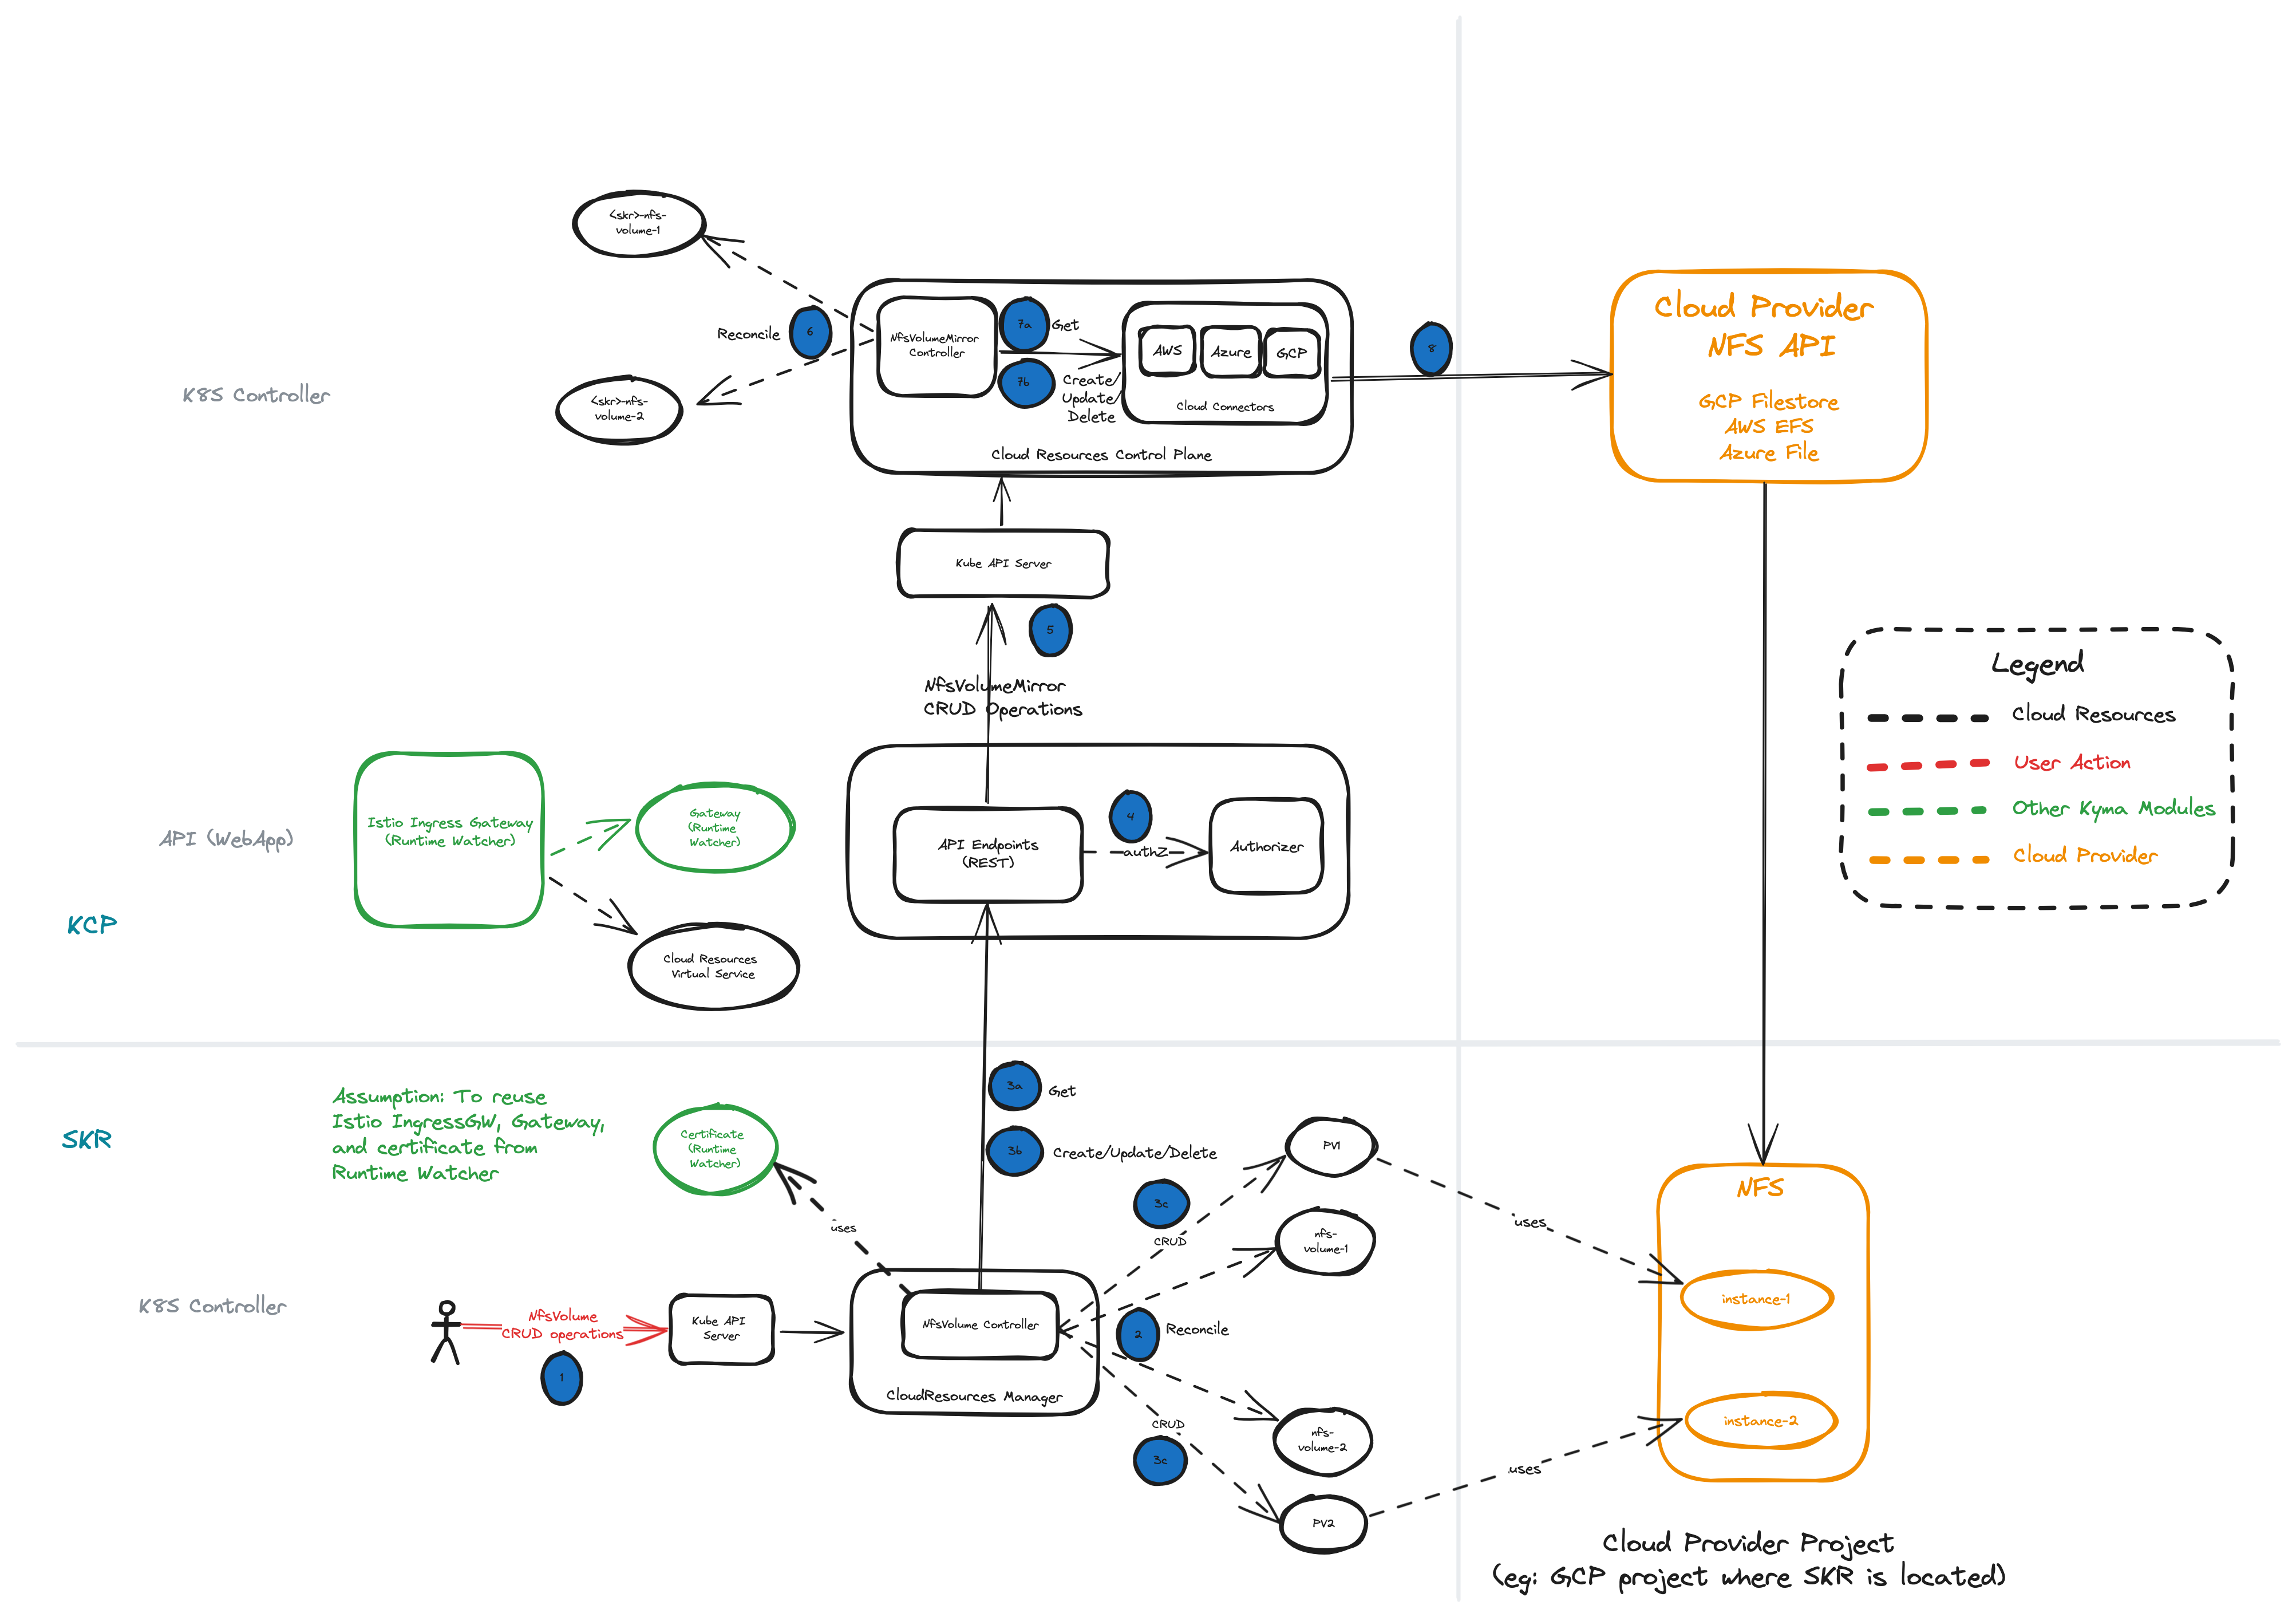 <skr>-nfs-
volume-1
Reconcile
6
<skr>-nfs-
volume-2
K8S Controller
NfsVolumeMirror
Controller
7a
Get
7b
Create/
Update/
Delete
AWS
Azure
GCP
Cloud Connectors
Cloud Resources Control Plane
8
Cloud Provider
NFS API
GCP Filestore
AWS EFS
Azure File
Kube API Server
5
NfsVolumeMirror
CRUD Operations
Legend
Cloud Resources
User Action
Other Kyma Modules
Cloud Provider
API (WebApp)
KCP
Istio Ingress Gateway
(Runtime Watcher)
Gateway
(Runtime
Watcher)
Cloud Resources
Virtual Service
API Endpoints
(REST)
4
authZ
Authorizer
SKR
Assumption: To reuse
Istio IngressGW, Gateway,
and certificate from
Runtime Watcher
Certificate
(Runtime
Watcher)
uses
3a
Get
3b
Create/Update/Delete
3c
CRUD
PV1
nfs-
volume-1
uses
NFS
instance-1
K8S Controller
NfsVolume
CRUD operations
1
Kube API
Server
NfsVolume Controller
CloudResources Manager
2
Reconcile
CRUD
3c
nfs-
volume-2
PV2
uses
instance-2
Cloud Provider Project
(eg: GCP project where SKR is located)